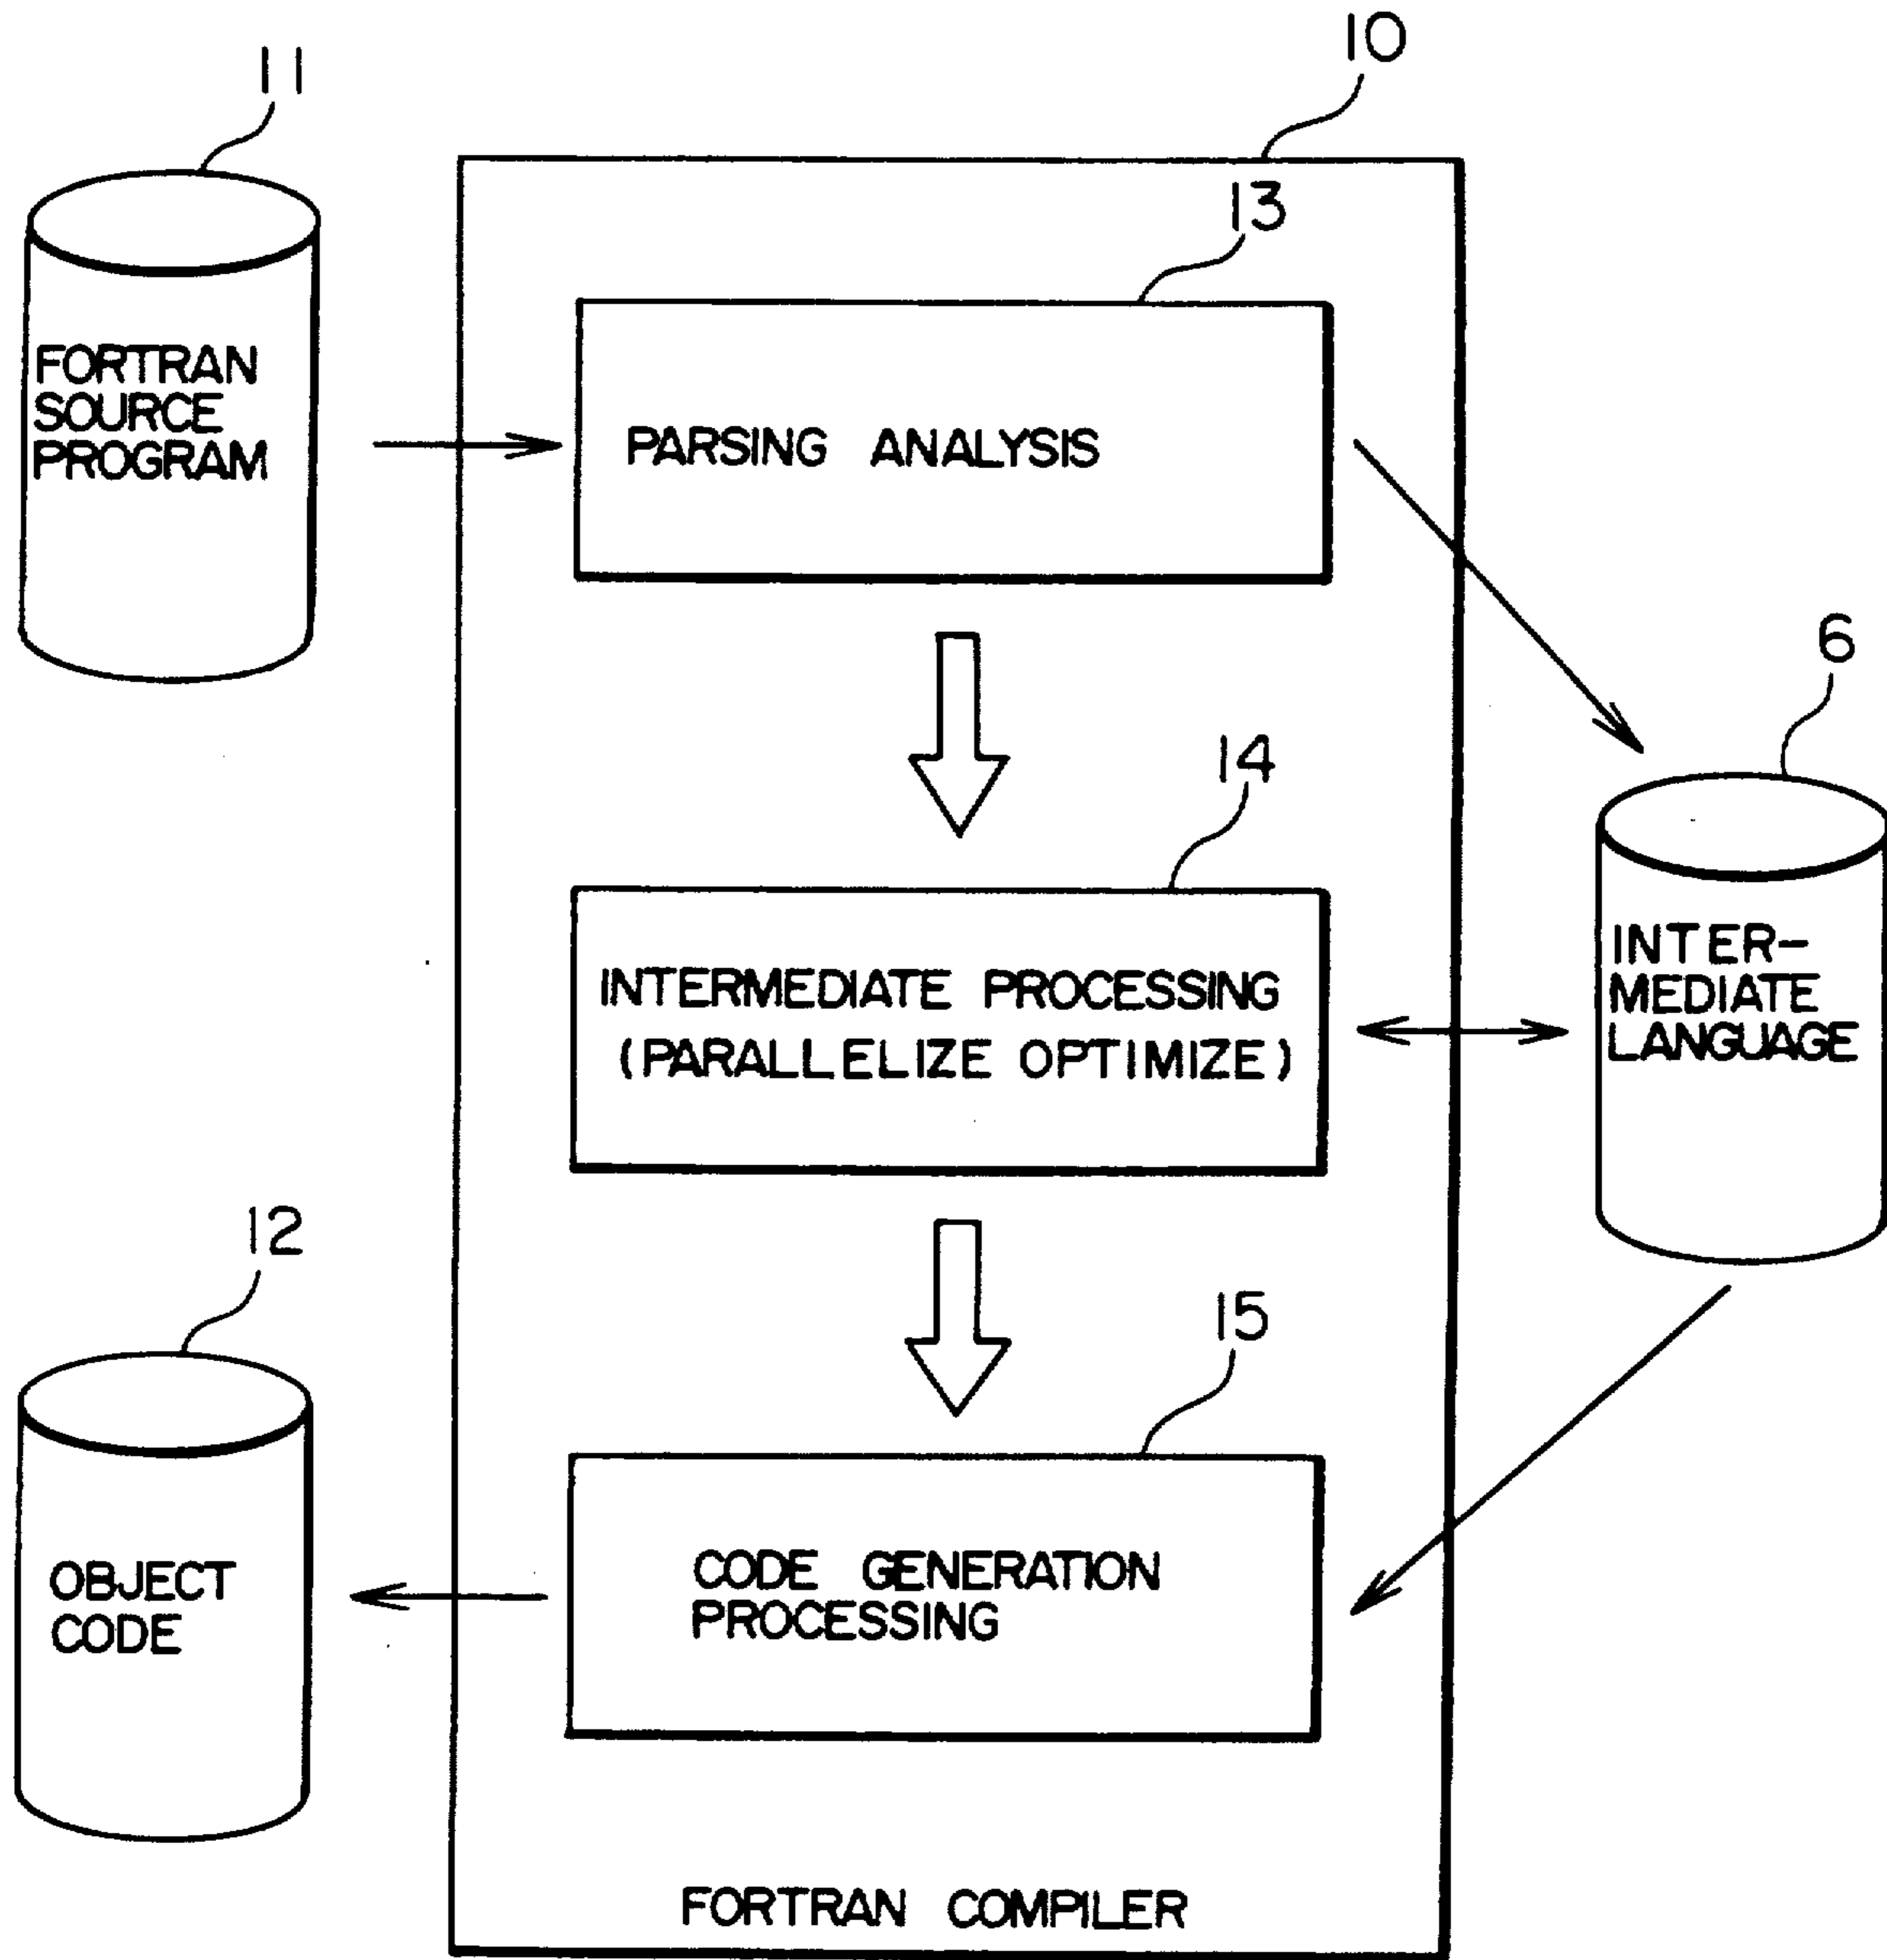 10
11
13
FORTRAN
SOURCE
PROGRAM
PARSING ANALYSIS
6
14
INTER-
MEDIATE
LANGUAGE
INTERMEDIATE PROCESSING
(PARALLELIZE OPTIMIZE)
12
15
OBJECT
CODE
CODE GENERATION
PROCESSING
FORTRAN COMPILER